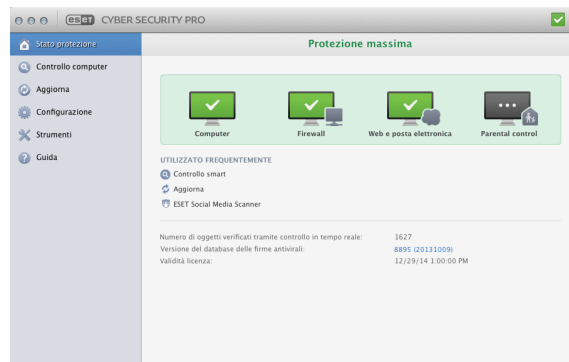 eset CYBER SECURITY PRO
Stato protezione
Controllo computer
Aggiorna
Configurazione
Strumenti
Guida
Protezione massima
Computer
Firewall
Web e posta elettronica
Parental control
UTILIZZATO FREQUENTEMENTE
Controllo smart
Aggiorna
ESET Social Media Scanner
Numero di oggetti verificati tramite controllo in tempo reale: 1627
Versione del database delle firme antivirali: 8895 (20131009)
Validità licenza: 12/29/14 1:00:00 PM